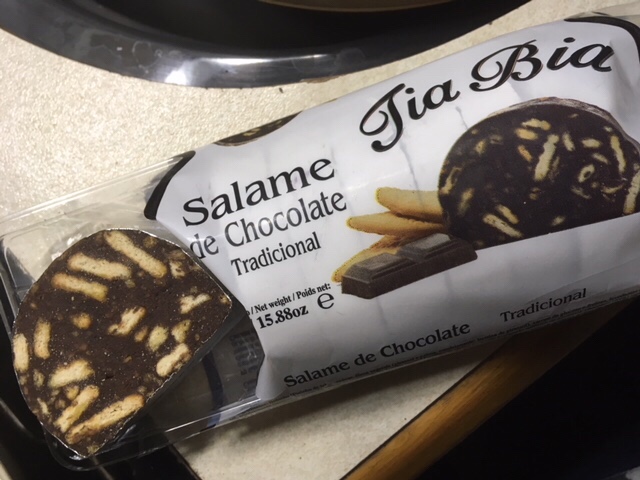 Tia Bia
Salame
de Chocolate
Tradicional
/ Net weight / Poids net:
15.88oz e
Salame de Chocolate Tradicional